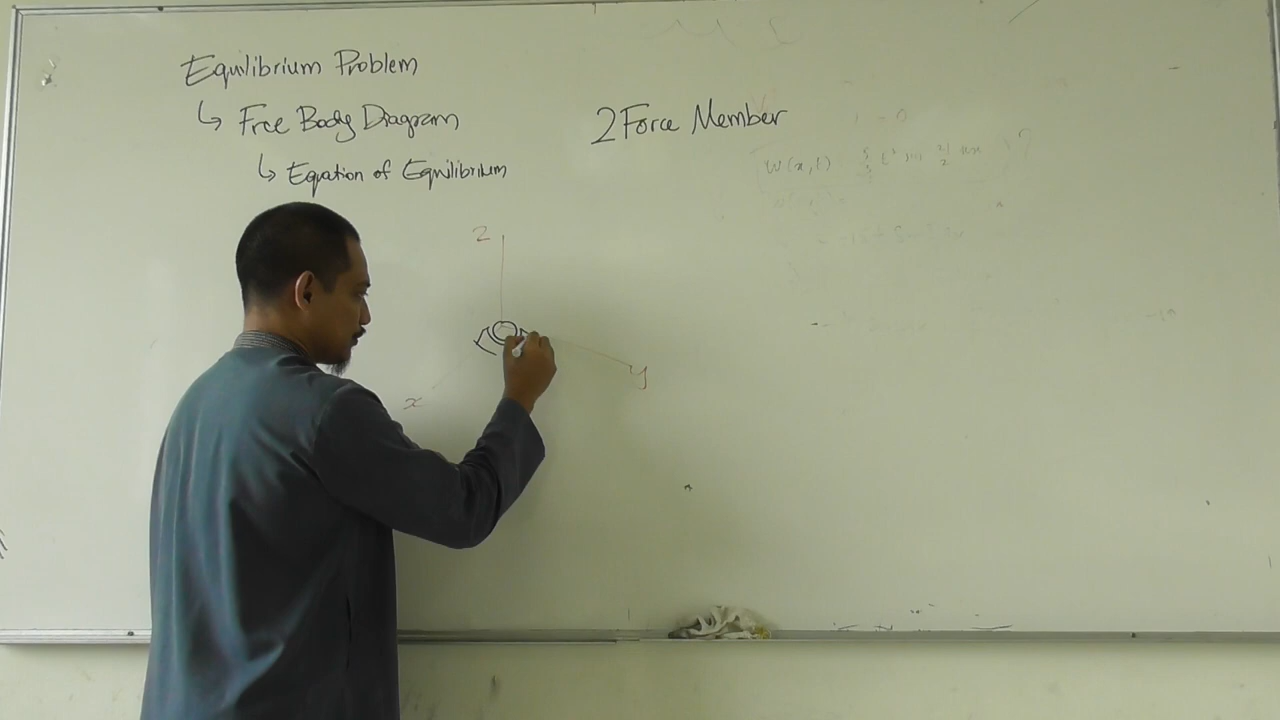 Equilibrium Problem
↳ Free Body Diagram
↳ Equation of Equilibrium
2 Force Member
z
y
x